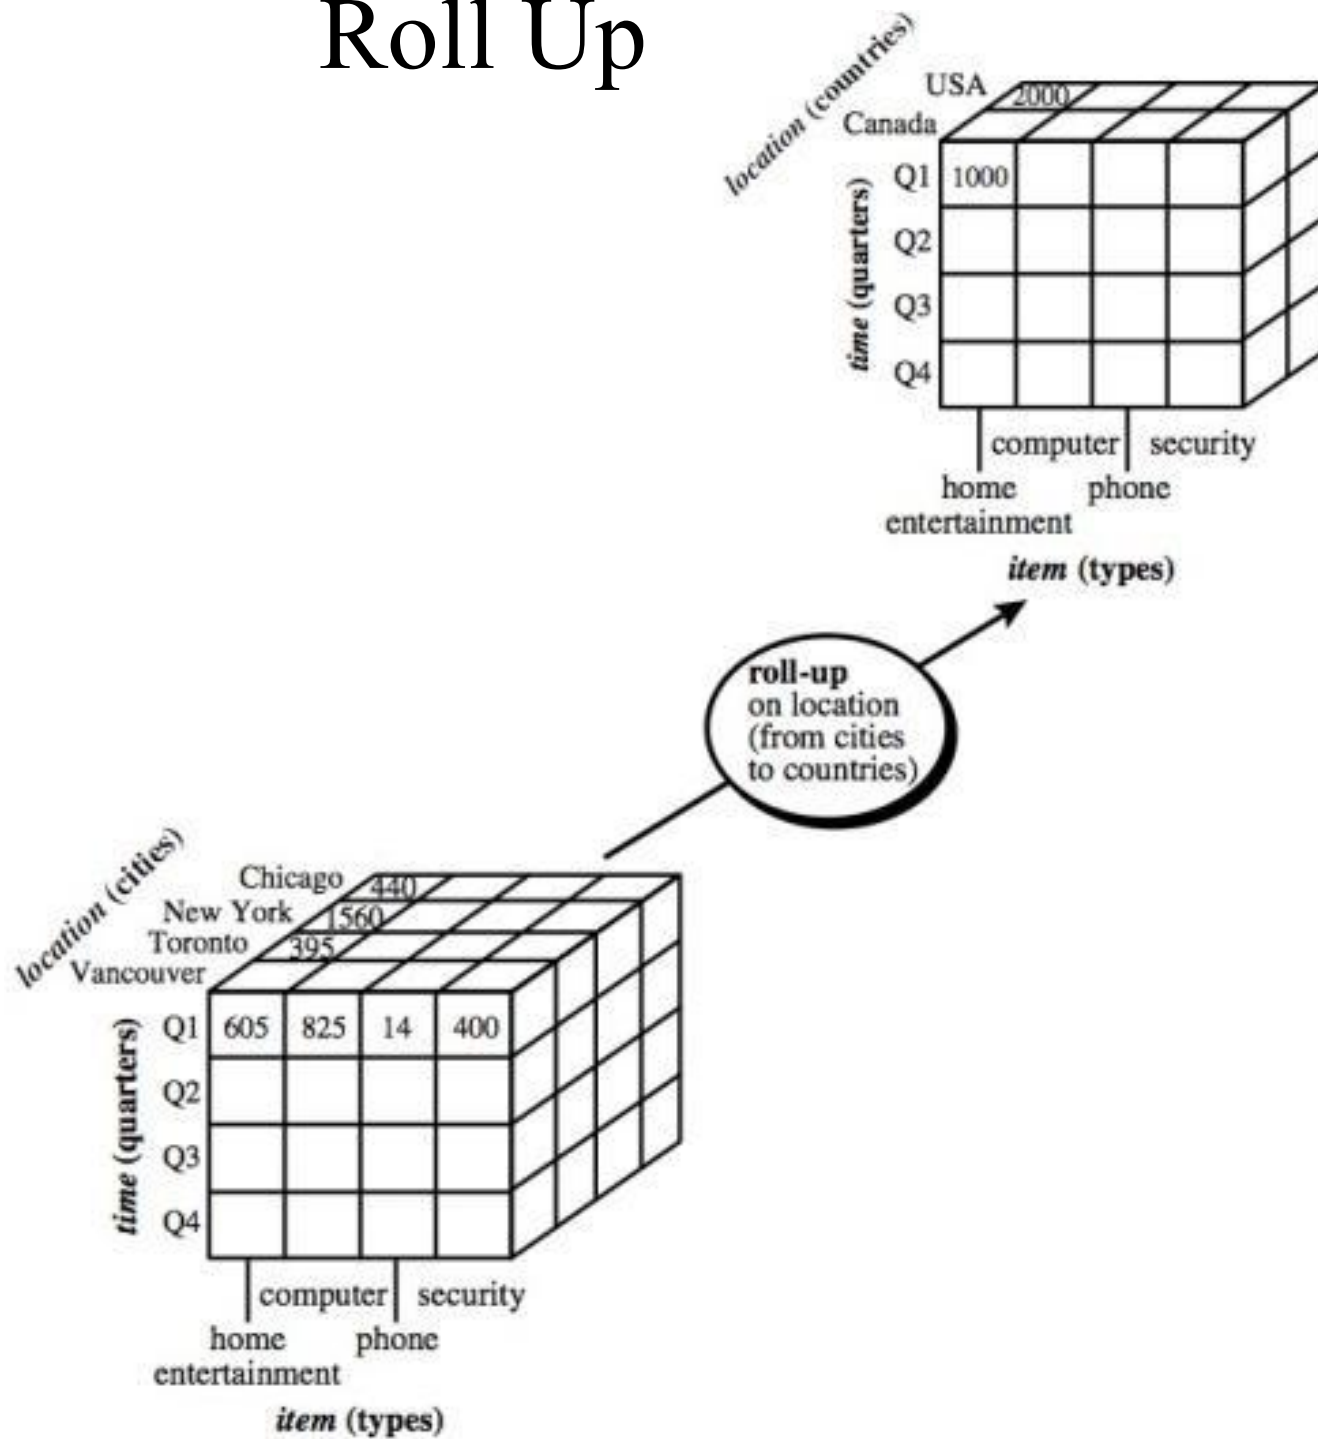 Roll Up
location (countries)
USA
2000
Canada
Q1
1000
Q2
Q3
Q4
time (quarters)
computer
security
home
entertainment
phone
item (types)
roll-up
on location
(from cities
to countries)
location (cities)
Chicago
440
New York
1560
Toronto
395
Vancouver
Q1
605
825
14
400
Q2
Q3
Q4
time (quarters)
computer
security
home
entertainment
phone
item (types)